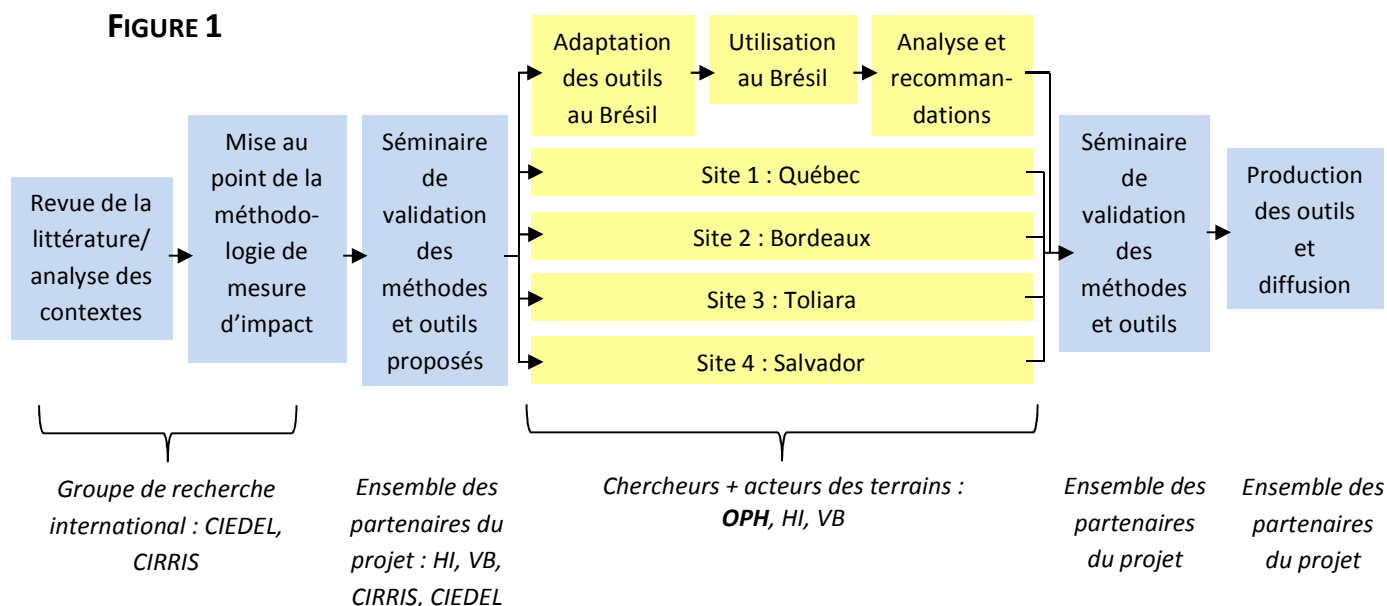 FIGURE 1
Revue de la
littérature/
analyse des
contextes
Mise au
point de la
méthodo-
logie de
mesure
d’impact
Séminaire
de
validation
des
méthodes
et outils
proposés
Adaptation
des outils
au Brésil
Utilisation
au Brésil
Analyse et
recomman-
dations
Site 1 : Québec
Site 2 : Bordeaux
Site 3 : Toliara
Site 4 : Salvador
Séminaire
de
validation
des
méthodes
et outils
Production
des outils
et
diffusion
Groupe de recherche
international : CIEDEL,
CIRRIS
Ensemble des
partenaires du
projet : HI, VB,
CIRRIS, CIEDEL
Chercheurs + acteurs des terrains :
OPH, HI, VB
Ensemble des
partenaires
du projet
Ensemble des
partenaires
du projet